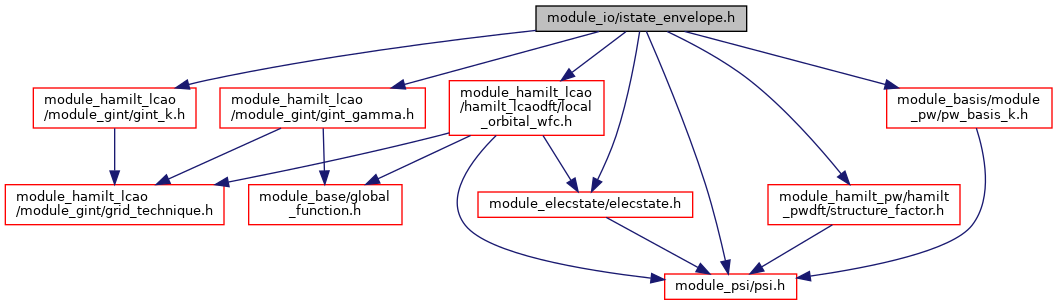 module_io/istate_envelope.h
module_hamilt_lcao
/module_gint/gint_k.h
module_hamilt_lcao
/module_gint/gint_gamma.h
module_hamilt_lcao
/hamilt_lcaodft/local
_orbital_wfc.h
module_basis/module
_pw/pw_basis_k.h
module_hamilt_lcao
/module_gint/grid_technique.h
module_base/global
_function.h
module_elecstate/elecstate.h
module_hamilt_pw/hamilt
_pwdft/structure_factor.h
module_psi/psi.h